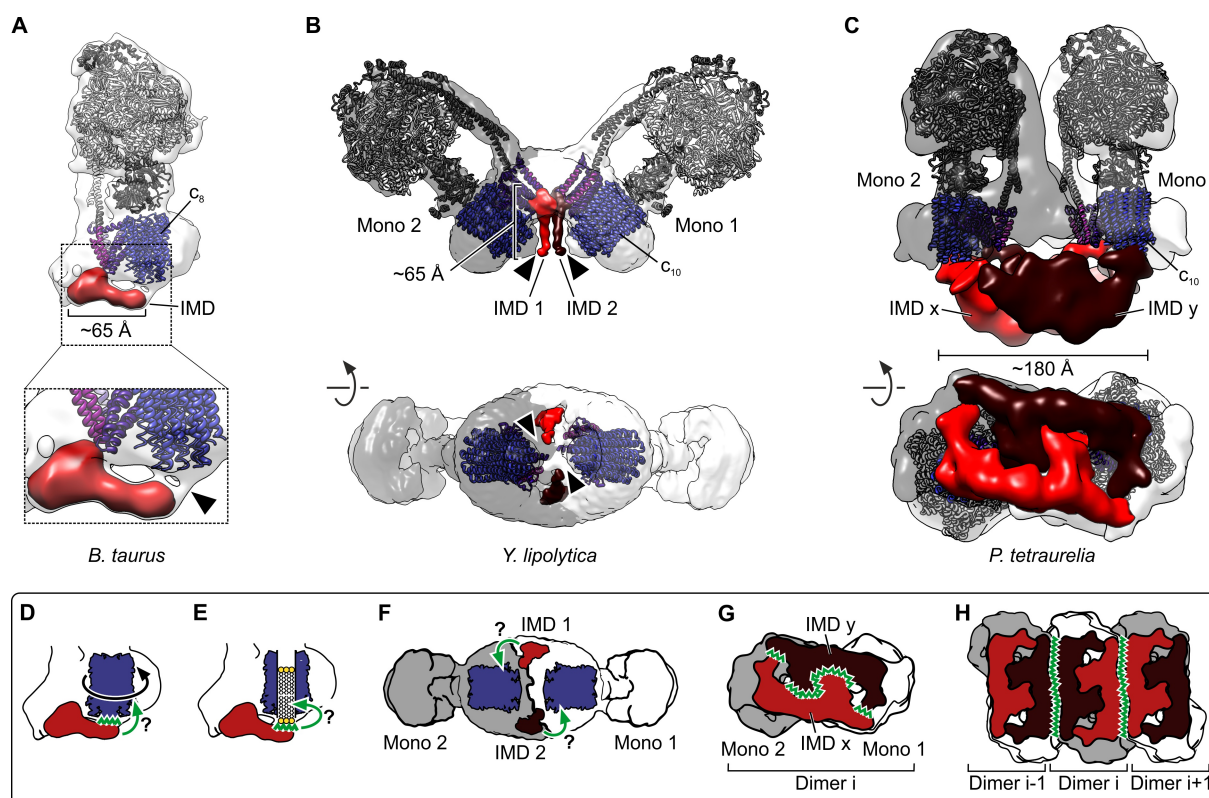 A
c8
IMD
~65 Å
B. taurus
B
Mono 2
Mono 1
~65 Å
c10
IMD 1
IMD 2
Y. lipolytica
C
Mono 2
Mono
c10
IMD x
IMD y
~180 Å
P. tetraurelia
D
?
E
?
F
?
IMD 1
Mono 2
IMD 2
?
Mono 1
G
IMD y
Mono 2
IMD x
Mono 1
Dimer i
H
Dimer i-1
Dimer i
Dimer i+1